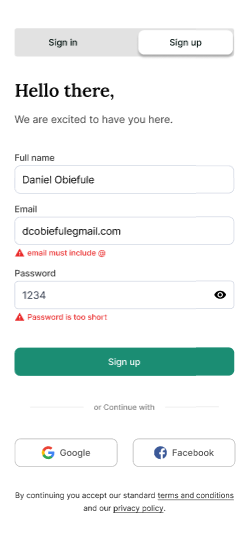 Sign in
Sign up
Hello there,
We are excited to have you here.
Full name
Daniel Obiefule
Email
dcobiefulegmail.com
email must include @
Password
1234
Password is too short
Sign up
or Continue with
Google
Facebook
By continuing you accept our standard terms and conditions
and our privacy policy.